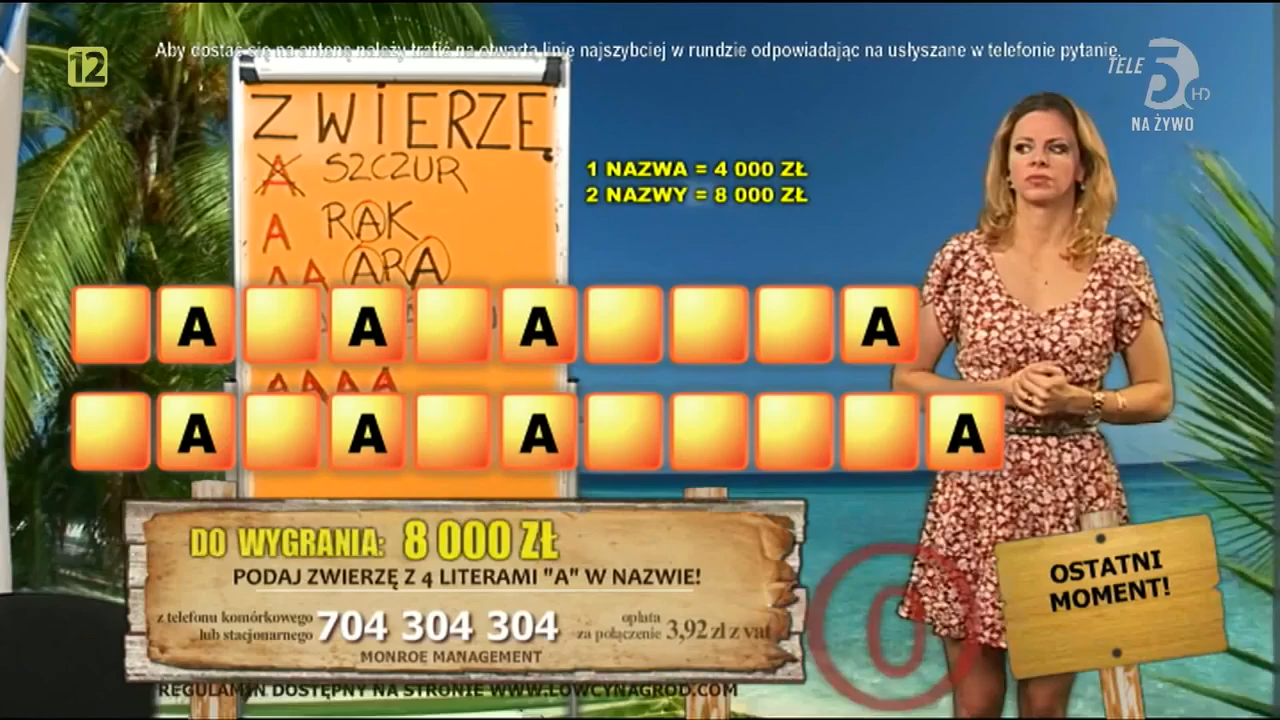 Aby dostać się na antenę należy trafić na otwartą linię najszybciej w rundzie odpowiadając na usłyszane w telefonie pytanie.
12
TELE 5 HD
NA ŻYWO
ZWIERZĘ
A SZCZUR
A RAK
AA ARA
1 NAZWA = 4 000 ZŁ
2 NAZWY = 8 000 ZŁ
A A A A
AAAA
A A A A
DO WYGRANIA: 8 000 ZŁ
PODAJ ZWIERZĘ Z 4 LITERAMI "A" W NAZWIE!
z telefonu komórkowego
lub stacjonarnego
704 304 304
opłata
za połączenie 3,92 zł z vat
MONROE MANAGEMENT
REGULAMIN DOSTĘPNY NA STRONIE WWW.LOWCYNAGROD.COM
0
OSTATNI
MOMENT!